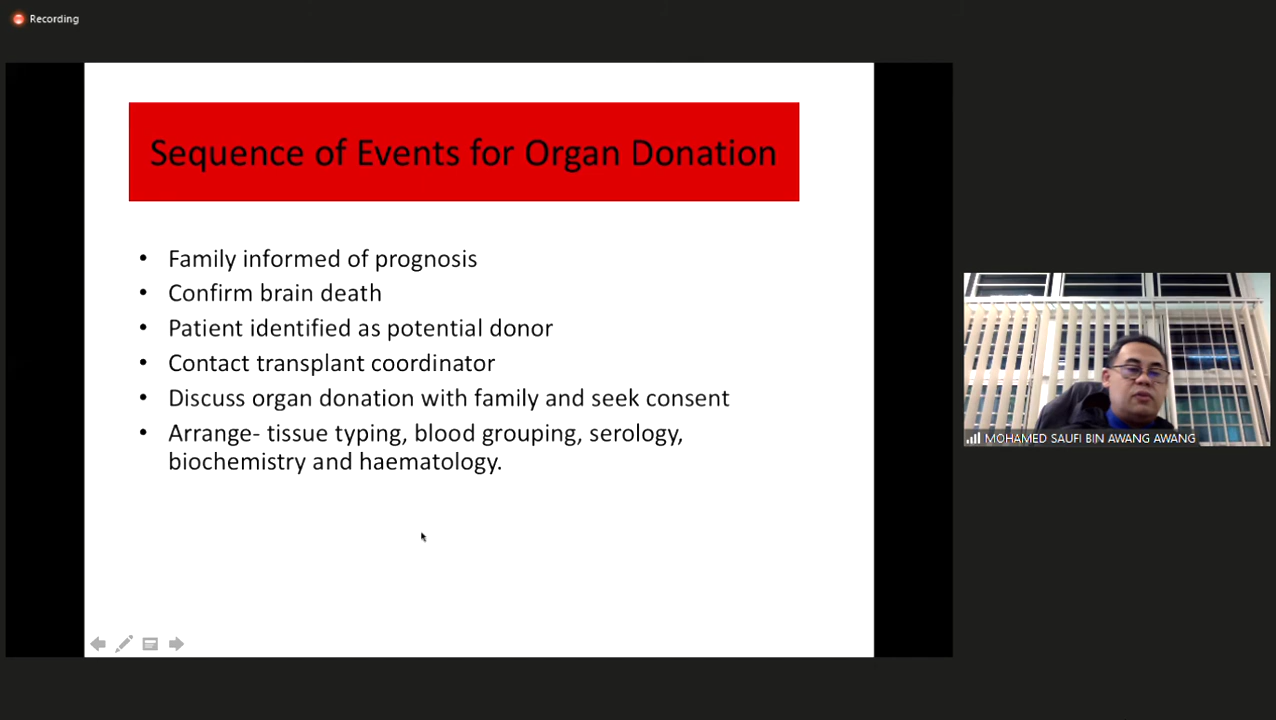 Recording
Sequence of Events for Organ Donation
• Family informed of prognosis
• Confirm brain death
• Patient identified as potential donor
• Contact transplant coordinator
• Discuss organ donation with family and seek consent
• Arrange- tissue typing, blood grouping, serology,
biochemistry and haematology.
MOHAMED SAUFI BIN AWANG AWANG